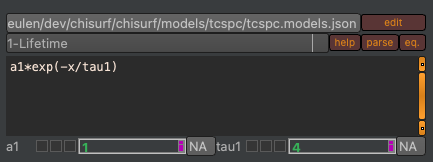 eulen/dev/chisurf/chisurf/models/tcspc/tcspc.models.json edit
1-Lifetime help parse eq.
a1*exp(-x/tau1)
a1 1 NA tau1 4 NA